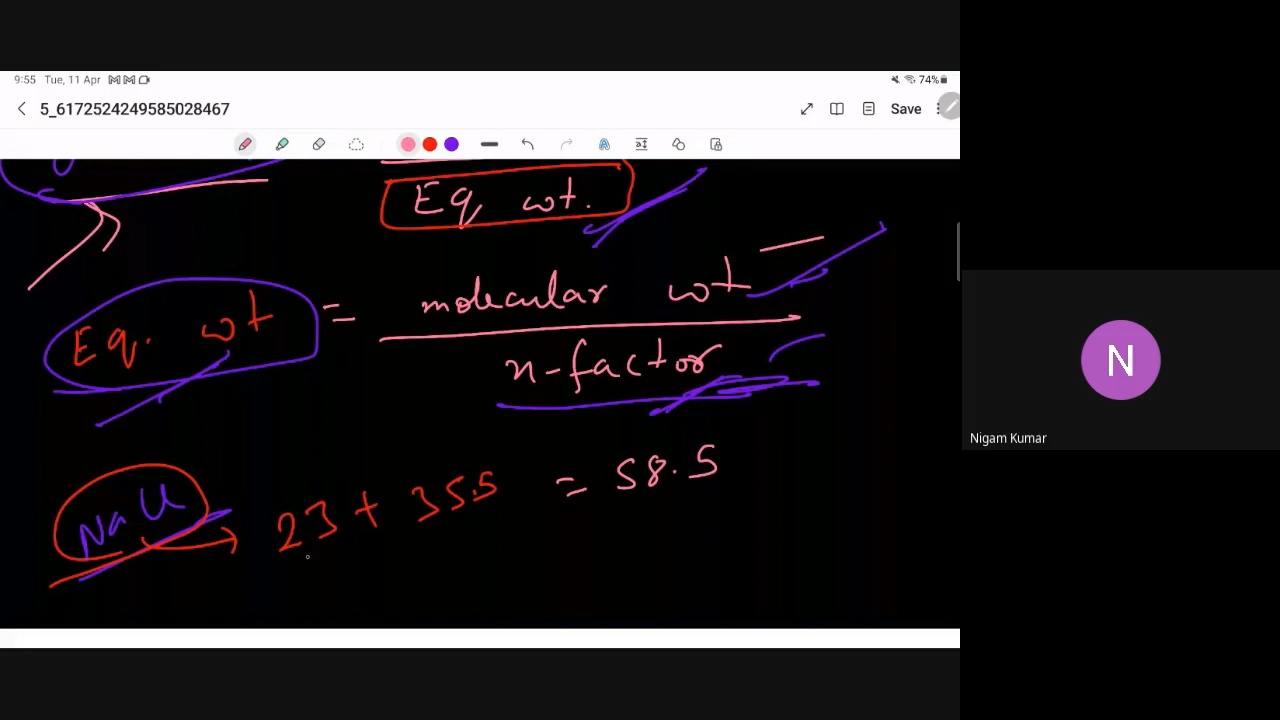 9:55 Tue, 11 Apr 74%
5_6172524249585028467 Save
Eq wt.
Eq. wt = molecular wt
n-factor
NaCl → 23 + 35.5 = 58.5
N
Nigam Kumar